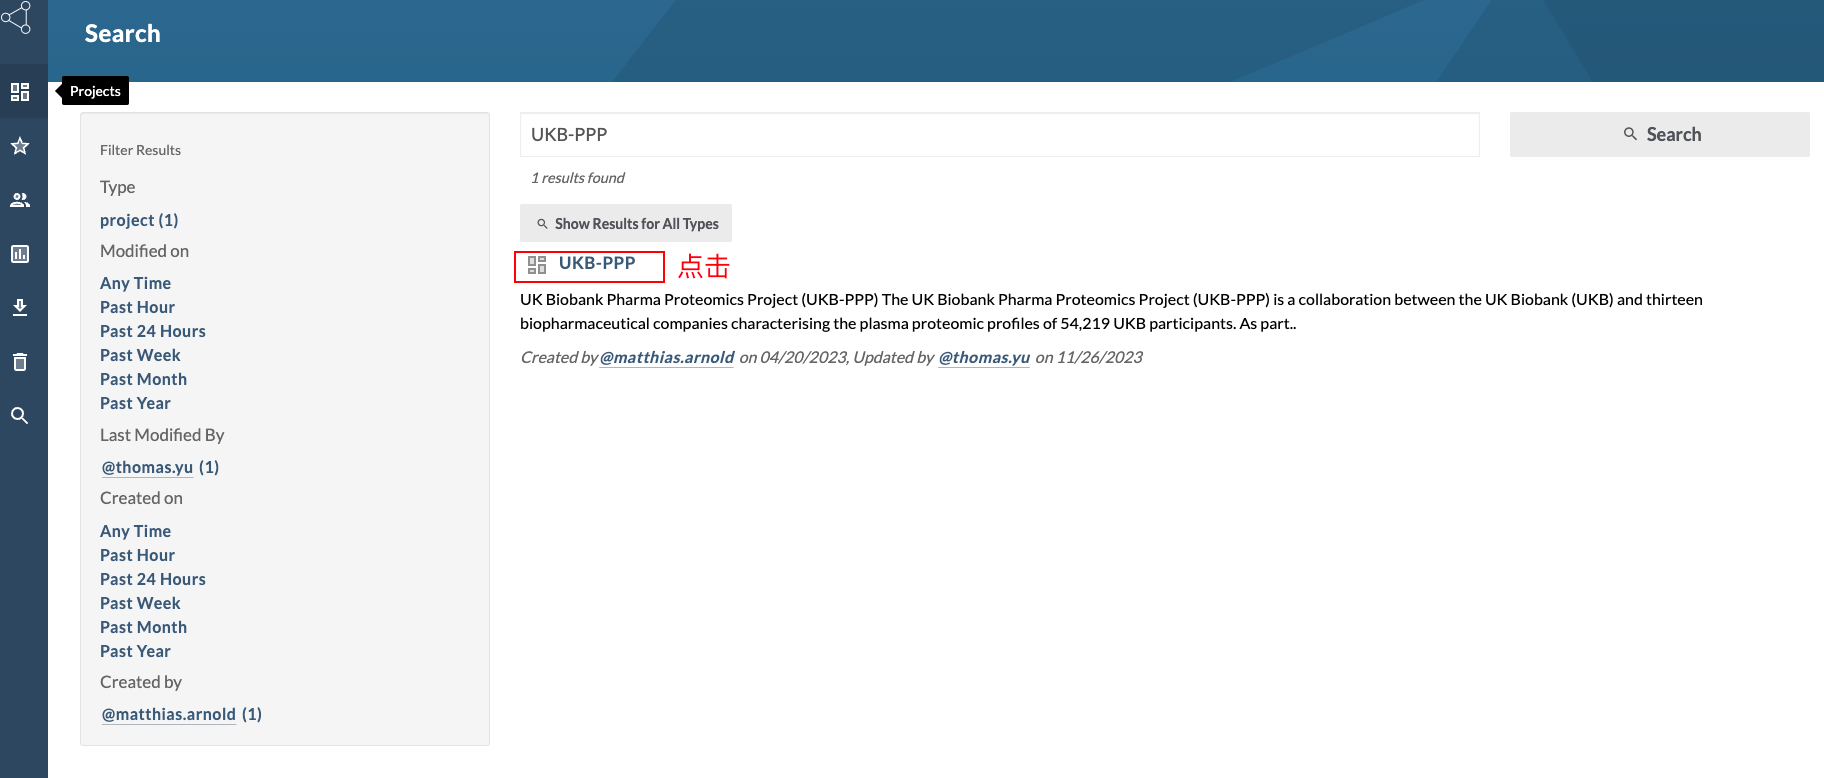 Search
Projects
Filter Results
Type
project (1)
Modified on
Any Time
Past Hour
Past 24 Hours
Past Week
Past Month
Past Year
Last Modified By
@thomas.yu (1)
Created on
Any Time
Past Hour
Past 24 Hours
Past Week
Past Month
Past Year
Created by
@matthias.arnold (1)
UKB-PPP
Search
1 results found
Show Results for All Types
UKB-PPP 点击
UK Biobank Pharma Proteomics Project (UKB-PPP) The UK Biobank Pharma Proteomics Project (UKB-PPP) is a collaboration between the UK Biobank (UKB) and thirteen
biopharmaceutical companies characterising the plasma proteomic profiles of 54,219 UKB participants. As part..
Created by @matthias.arnold on 04/20/2023, Updated by @thomas.yu on 11/26/2023